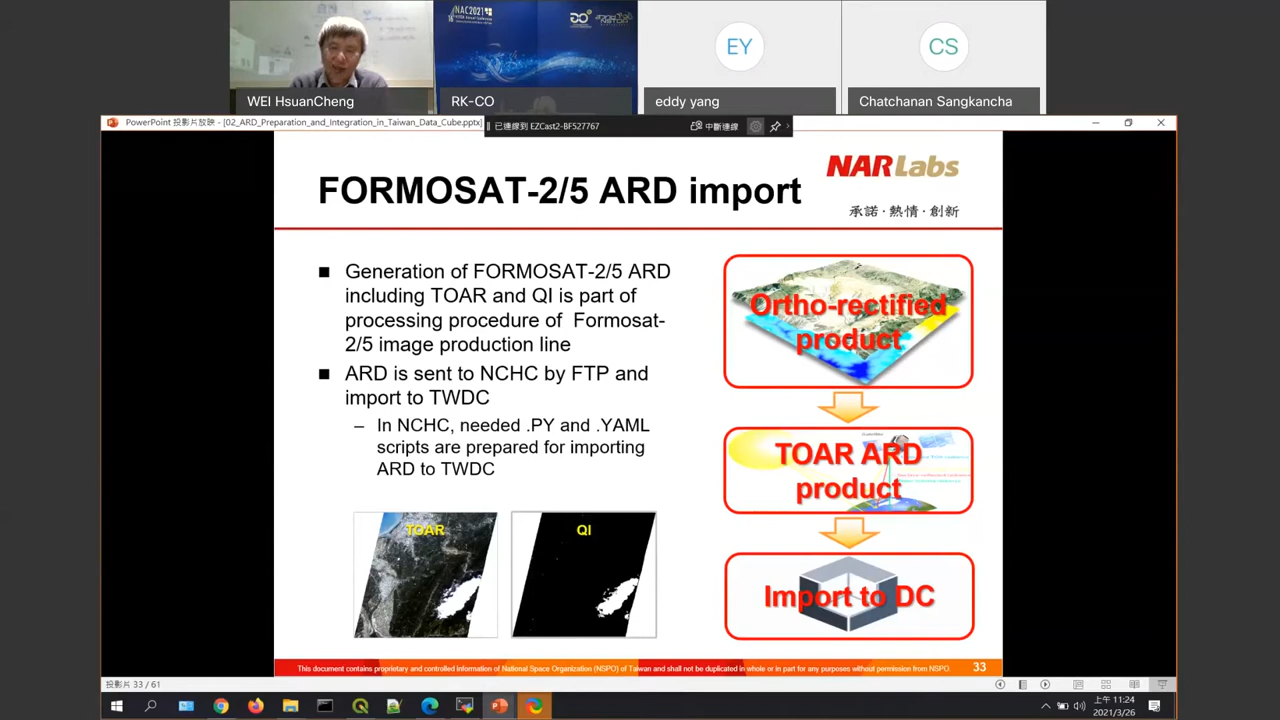 NAC2021
WEI HsuanCheng
RK-CO
EY
eddy yang
CS
Chatchanan Sangkancha
PowerPoint 投影片放映 - [02_ARD_Preparation_and_Integration_in_Taiwan_Data_Cube.pptx]
已連線到 EZCast2-BF527767
中斷連線
FORMOSAT-2/5 ARD import
NARLabs
承諾·熱情·創新
■ Generation of FORMOSAT-2/5 ARD
including TOAR and QI is part of
processing procedure of Formosat-
2/5 image production line
■ ARD is sent to NCHC by FTP and
import to TWDC
– In NCHC, needed .PY and .YAML
scripts are prepared for importing
ARD to TWDC
TOAR
QI
Ortho-rectified
product
TOAR ARD
product
Import to DC
This document contains proprietary and controlled information of National Space Organization (NSPO) of Taiwan and shall not be duplicated in whole or in part for any purposes without permission from NSPO.
33
投影片 33 / 61
上午 11:24
2021/3/26